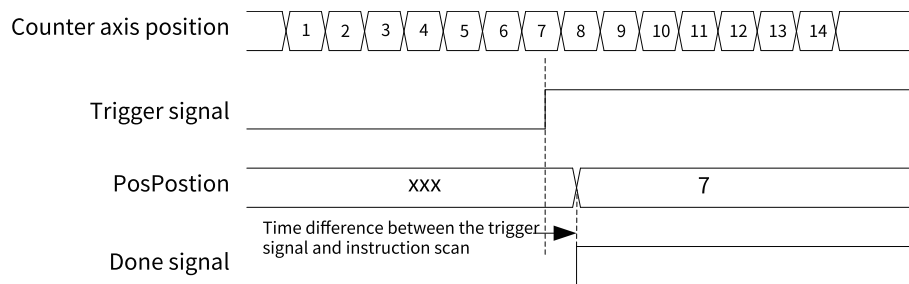 Counter axis position 1 2 3 4 5 6 7 8 9 10 11 12 13 14
Trigger signal
PosPostion xxx 7
Time difference between the trigger
signal and instruction scan
Done signal